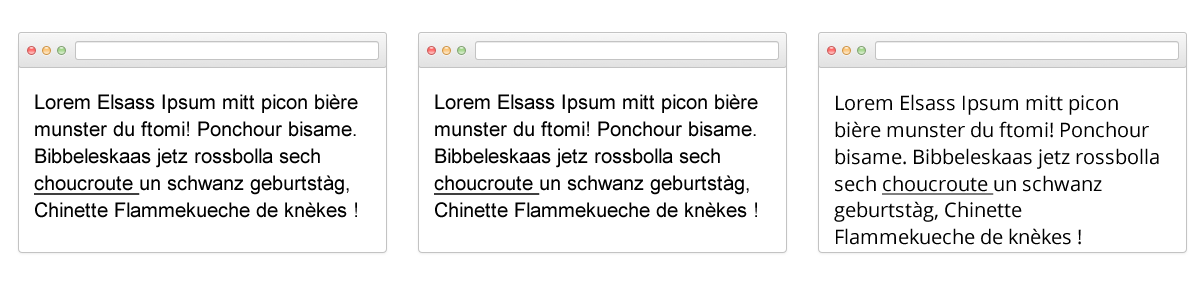 Lorem Elsass Ipsum mitt picon bière
munster du ftomi! Ponchour bisame.
Bibbeleskaas jetz rossbolla sech
choucroute un schwanz geburtstàg,
Chinette Flammekueche de knèkes !
Lorem Elsass Ipsum mitt picon bière
munster du ftomi! Ponchour bisame.
Bibbeleskaas jetz rossbolla sech
choucroute un schwanz geburtstàg,
Chinette Flammekueche de knèkes !
Lorem Elsass Ipsum mitt picon
bière munster du ftomi! Ponchour
bisame. Bibbeleskaas jetz rossbolla
sech choucroute un schwanz
geburtstàg, Chinette
Flammekueche de knèkes !